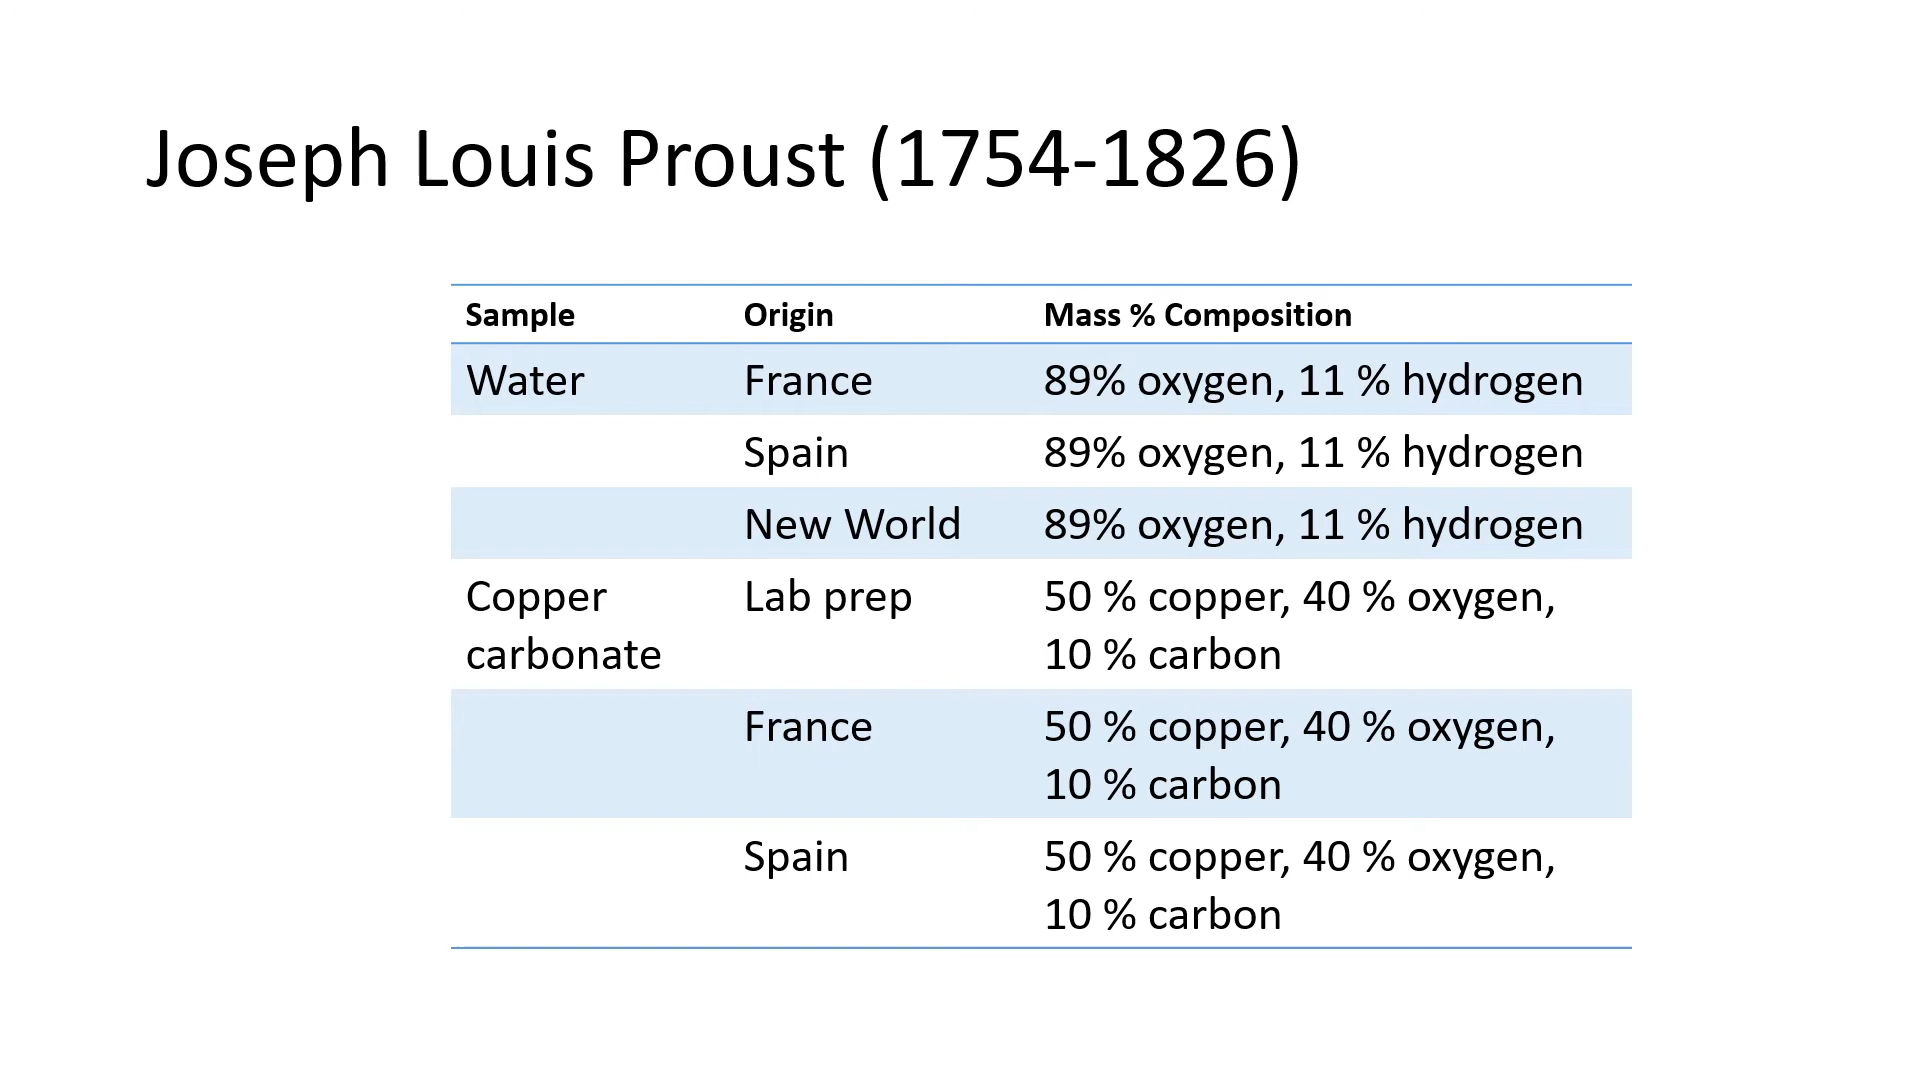 Joseph Louis Proust (1754-1826)
Sample Origin Mass % Composition
Water France 89% oxygen, 11 % hydrogen
Spain 89% oxygen, 11 % hydrogen
New World 89% oxygen, 11 % hydrogen
Copper Lab prep 50 % copper, 40 % oxygen,
carbonate 10 % carbon
France 50 % copper, 40 % oxygen,
10 % carbon
Spain 50 % copper, 40 % oxygen,
10 % carbon